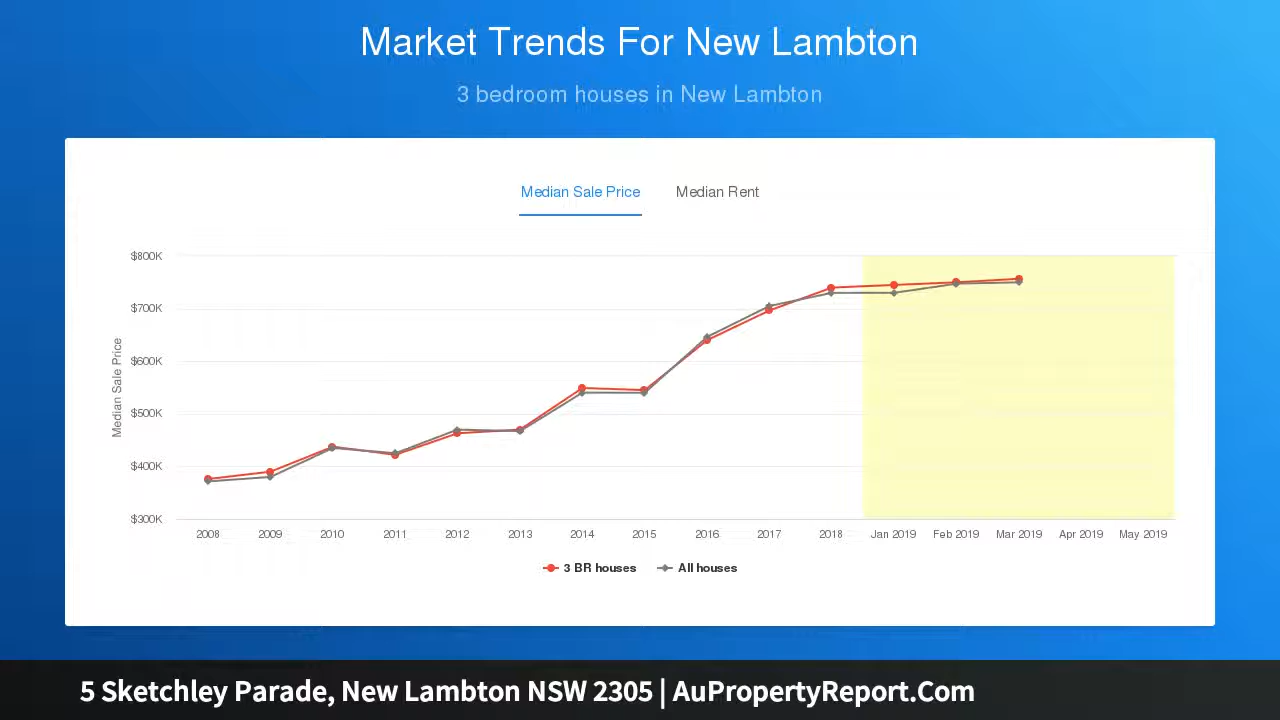 Market Trends For New Lambton
3 bedroom houses in New Lambton
Median Sale Price Median Rent
Median Sale Price
$800K
$700K
$600K
$500K
$400K
$300K
2008 2009 2010 2011 2012 2013 2014 2015 2016 2017 2018 Jan 2019 Feb 2019 Mar 2019 Apr 2019 May 2019
3 BR houses All houses
5 Sketchley Parade, New Lambton NSW 2305 | AuPropertyReport.Com